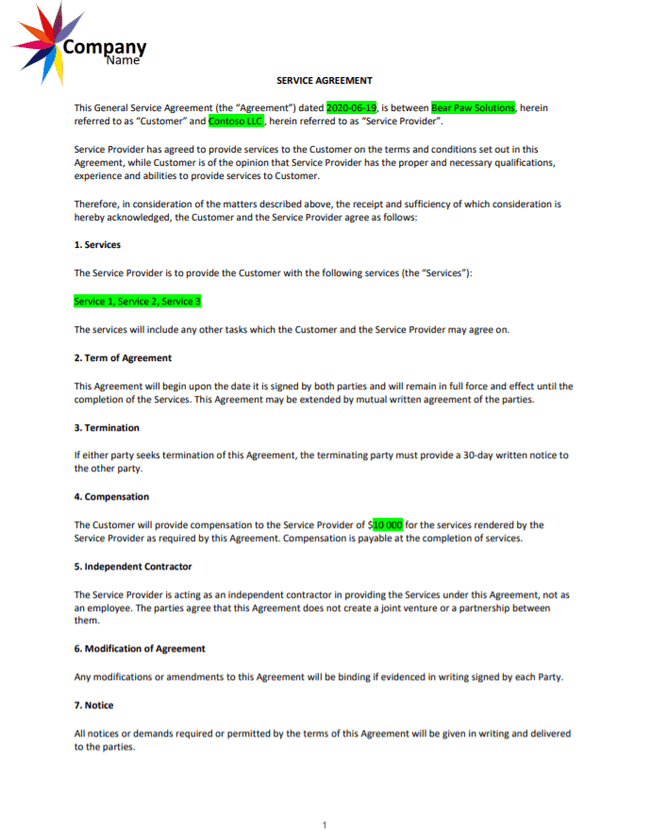 Company
Name
SERVICE AGREEMENT
This General Service Agreement (the “Agreement”) dated 2020-06-19, is between Bear Paw Solutions, herein
referred to as “Customer” and Contoso LLC , herein referred to as “Service Provider”.
Service Provider has agreed to provide services to the Customer on the terms and conditions set out in this
Agreement, while Customer is of the opinion that Service Provider has the proper and necessary qualifications,
experience and abilities to provide services to Customer.
Therefore, in consideration of the matters described above, the receipt and sufficiency of which consideration is
hereby acknowledged, the Customer and the Service Provider agree as follows:
1. Services
The Service Provider is to provide the Customer with the following services (the “Services”):
Service 1, Service 2, Service 3
The services will include any other tasks which the Customer and the Service Provider may agree on.
2. Term of Agreement
This Agreement will begin upon the date it is signed by both parties and will remain in full force and effect until the
completion of the Services. This Agreement may be extended by mutual written agreement of the parties.
3. Termination
If either party seeks termination of this Agreement, the terminating party must provide a 30-day written notice to
the other party.
4. Compensation
The Customer will provide compensation to the Service Provider of $10 000 for the services rendered by the
Service Provider as required by this Agreement. Compensation is payable at the completion of services.
5. Independent Contractor
The Service Provider is acting as an independent contractor in providing the Services under this Agreement, not as
an employee. The parties agree that this Agreement does not create a joint venture or a partnership between
them.
6. Modification of Agreement
Any modifications or amendments to this Agreement will be binding if evidenced in writing signed by each Party.
7. Notice
All notices or demands required or permitted by the terms of this Agreement will be given in writing and delivered
to the parties.
1